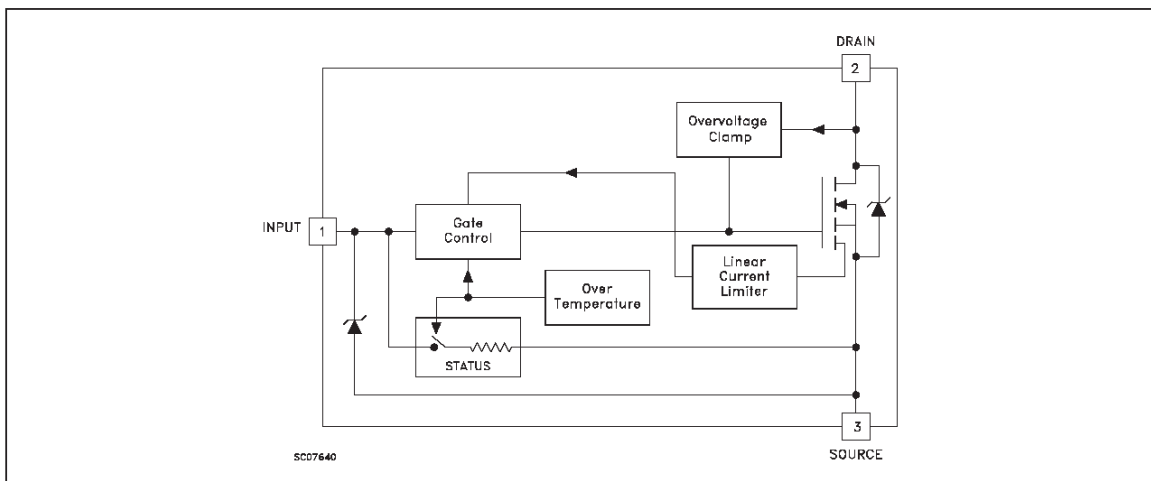 DRAIN
2
Overvoltage
Clamp
INPUT
1
Gate
Control
Linear
Current
Limiter
Over
Temperature
STATUS
3
SOURCE
SC07640